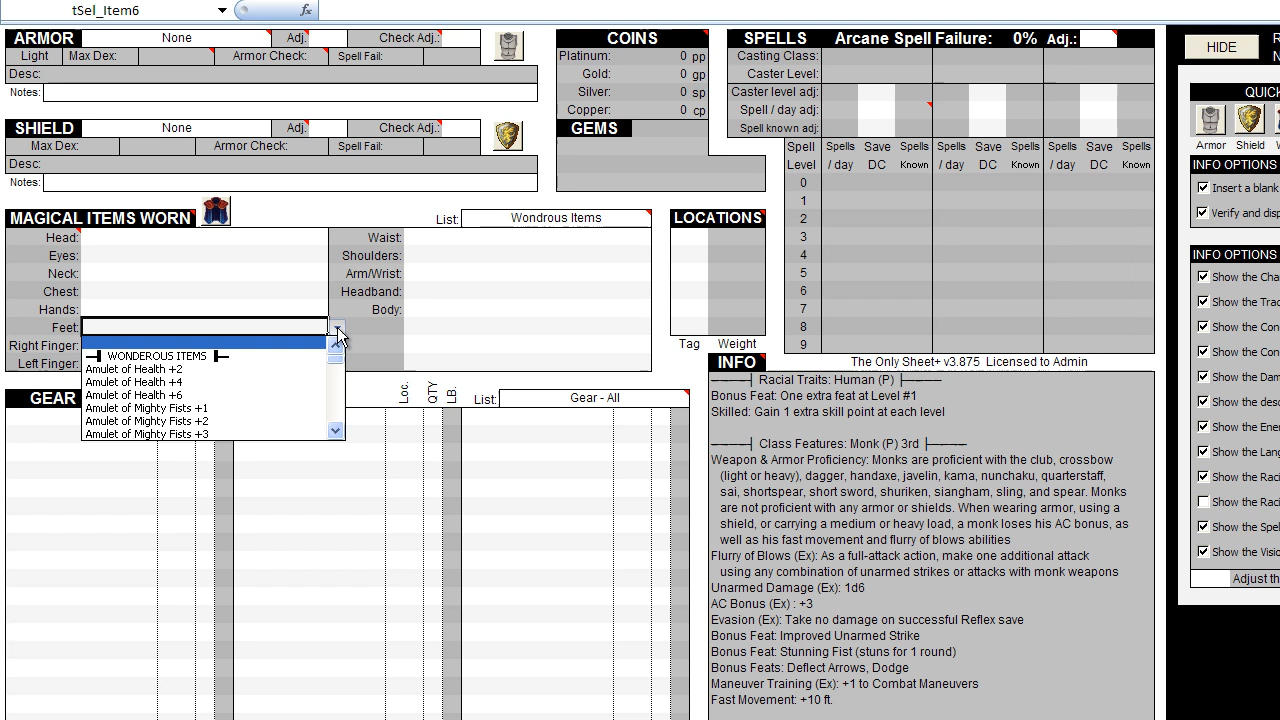 tSel_Item6
fx
ARMOR None Adj. Check Adj.:
Light Max Dex: Armor Check: Spell Fail:
Desc:
Notes:
SHIELD None Adj.: Check Adj.:
Max Dex: Armor Check: Spell Fail:
Desc:
Notes:
COINS
Platinum: 0 pp
Gold: 0 gp
Silver: 0 sp
Copper: 0 cp
GEMS
SPELLS Arcane Spell Failure: 0% Adj.:
Casting Class:
Caster Level:
Caster level adj:
Spell / day adj:
Spell known adj:
Spell Spells Save Spells Spells Save Spells Spells Save Spells
Level / day DC Known / day DC Known / day DC Known
0
1
2
3
4
5
6
7
8
9
MAGICAL ITEMS WORN List: Wondrous Items
Head: Waist:
Eyes: Shoulders:
Neck: Arm/Wrist:
Chest: Headband:
Hands: Body:
Feet:
Right Finger:
Left Finger:
WONDEROUS ITEMS
Amulet of Health +2
Amulet of Health +4
Amulet of Health +6
Amulet of Mighty Fists +1
Amulet of Mighty Fists +2
Amulet of Mighty Fists +3
LOCATIONS
Tag Weight
GEAR Loc. QTY LB. List: Gear - All
INFO The Only Sheet+ v3.875 Licensed to Admin
Racial Traits: Human (P)
Bonus Feat: One extra feat at Level #1
Skilled: Gain 1 extra skill point at each level
Class Features: Monk (P) 3rd
Weapon & Armor Proficiency: Monks are proficient with the club, crossbow
(light or heavy), dagger, handaxe, javelin, kama, nunchaku, quarterstaff,
sai, shortspear, short sword, shuriken, siangham, sling, and spear. Monks
are not proficient with any armor or shields. When wearing armor, using a
shield, or carrying a medium or heavy load, a monk loses his AC bonus, as
well as his fast movement and flurry of blows abilities
Flurry of Blows (Ex): As a full-attack action, make one additional attack
using any combination of unarmed strikes or attacks with monk weapons
Unarmed Damage (Ex): 1d6
AC Bonus (Ex) : +3
Evasion (Ex): Take no damage on successful Reflex save
Bonus Feat: Improved Unarmed Strike
Bonus Feat: Stunning Fist (stuns for 1 round)
Bonus Feats: Deflect Arrows, Dodge
Maneuver Training (Ex): +1 to Combat Maneuvers
Fast Movement: +10 ft.
HIDE
QUICK
Armor Shield
INFO OPTIONS
Insert a blank
Verify and disp
INFO OPTIONS
Show the Cha
Show the Trac
Show the Con
Show the Con
Show the Dam
Show the desc
Show the Ener
Show the Lang
Show the Raci
Show the Raci
Show the Spel
Show the Visio
Adjust th